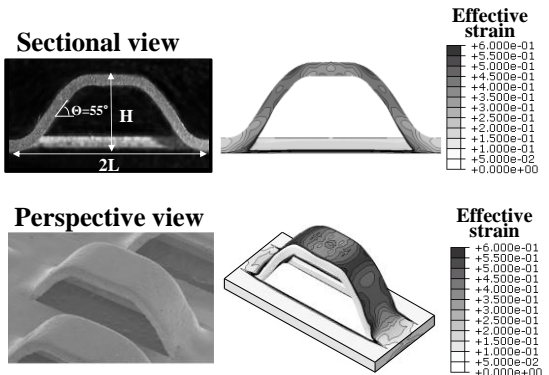 Sectional view
Θ=55°
H
2L
Effective
strain
+6.000e-01
+5.500e-01
+5.000e-01
+4.500e-01
+4.000e-01
+3.500e-01
+3.000e-01
+2.500e-01
+2.000e-01
+1.500e-01
+1.000e-01
+5.000e-02
+0.000e+00
Perspective view
Effective
strain
+6.000e-01
+5.500e-01
+5.000e-01
+4.500e-01
+4.000e-01
+3.500e-01
+3.000e-01
+2.500e-01
+2.000e-01
+1.500e-01
+1.000e-01
+5.000e-02
+0.000e+00